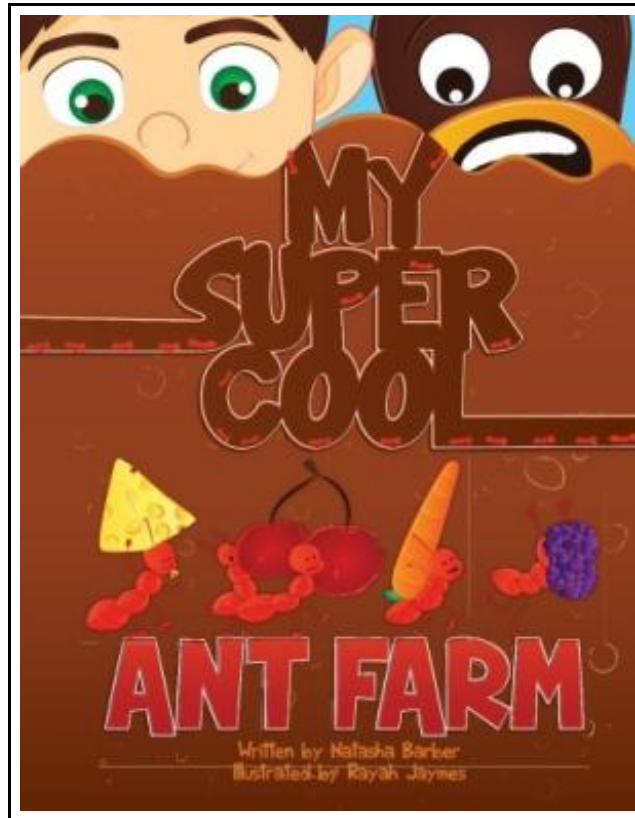 MY
SUPER
COOL
ANT FARM
Written by Natasha Barber
Illustrated by Rayah Jaymes